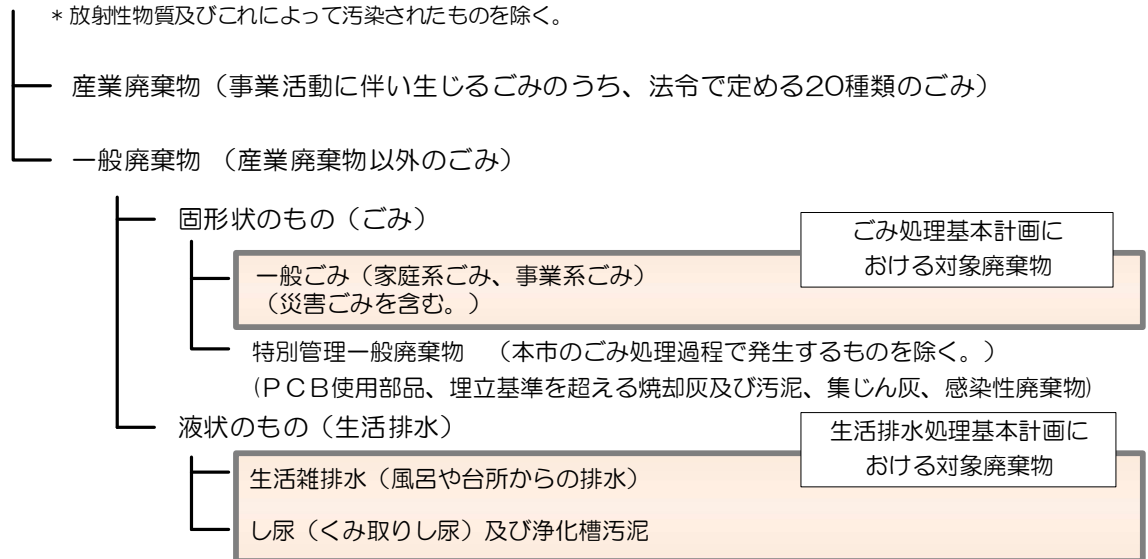 *放射性物質及びこれによって汚染されたものを除く。
産業廃棄物（事業活動に伴い生じるごみのうち、法令で定める20種類のごみ）
一般廃棄物 （産業廃棄物以外のごみ）
固形状のもの（ごみ）
ごみ処理基本計画に
おける対象廃棄物
一般ごみ（家庭系ごみ、事業系ごみ）
（災害ごみを含む。）
特別管理一般廃棄物 （本市のごみ処理過程で発生するものを除く。）
(ＰＣＢ使用部品、埋立基準を超える焼却灰及び汚泥、集じん灰、感染性廃棄物)
液状のもの（生活排水）
生活排水処理基本計画に
おける対象廃棄物
生活雑排水（風呂や台所からの排水）
し尿（くみ取りし尿）及び浄化槽汚泥